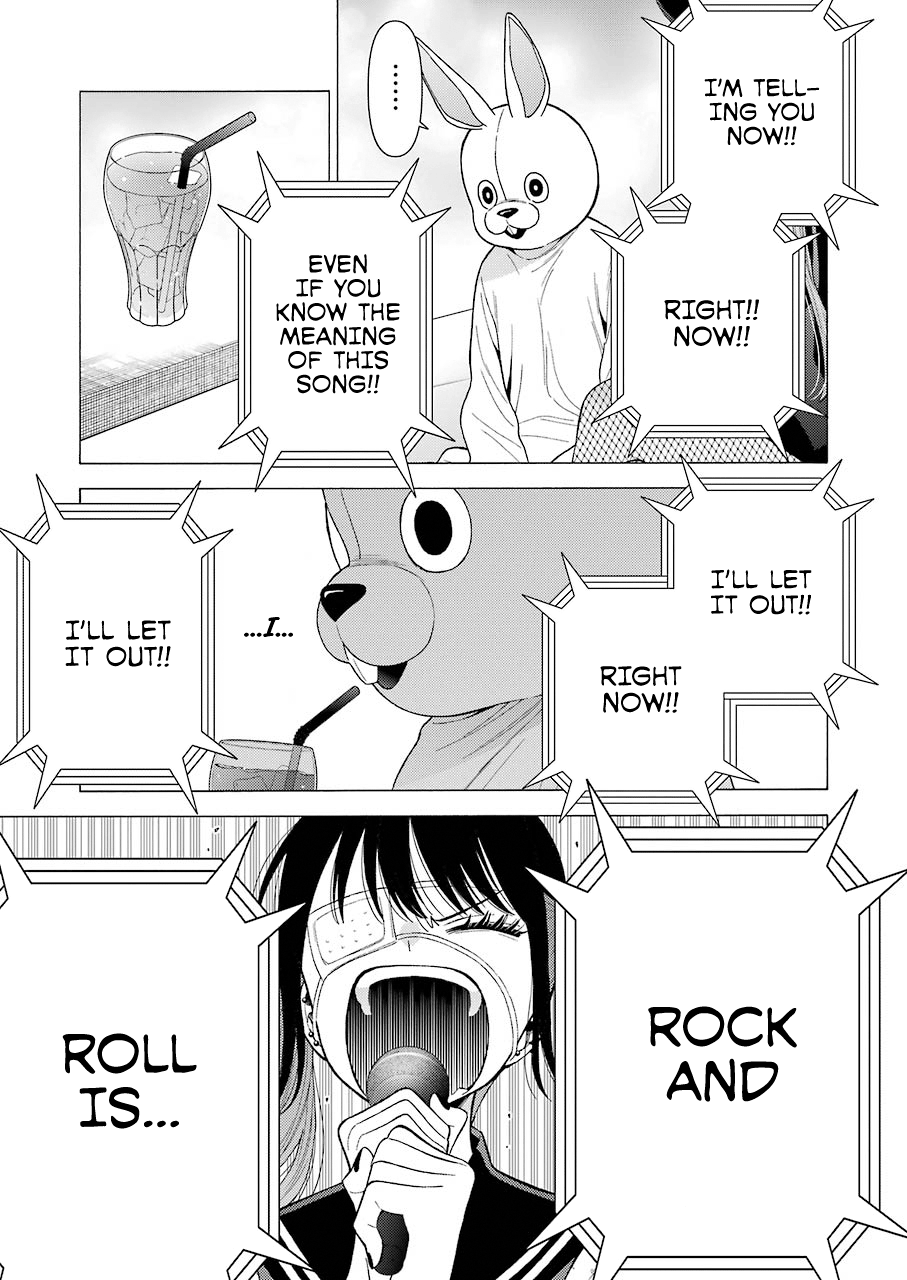 I'M TELL-
ING YOU
NOW!!
RIGHT!!
NOW!!
......
EVEN
IF YOU
KNOW THE
MEANING
OF THIS
SONG!!
I'LL LET
IT OUT!!
RIGHT
NOW!!
...I...
I'LL LET
IT OUT!!
ROCK
AND
ROLL
IS...